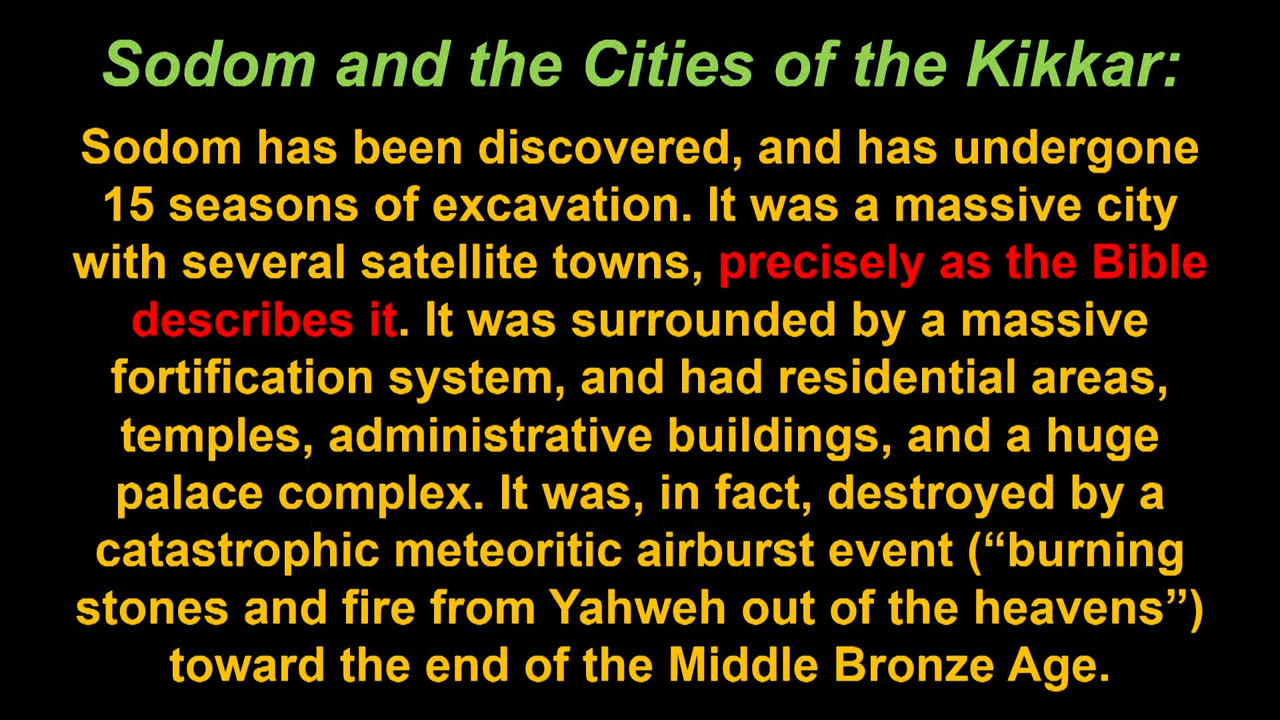 Sodom and the Cities of the Kikkar:
Sodom has been discovered, and has undergone
15 seasons of excavation. It was a massive city
with several satellite towns, precisely as the Bible
describes it. It was surrounded by a massive
fortification system, and had residential areas,
temples, administrative buildings, and a huge
palace complex. It was, in fact, destroyed by a
catastrophic meteoritic airburst event (“burning
stones and fire from Yahweh out of the heavens”)
toward the end of the Middle Bronze Age.